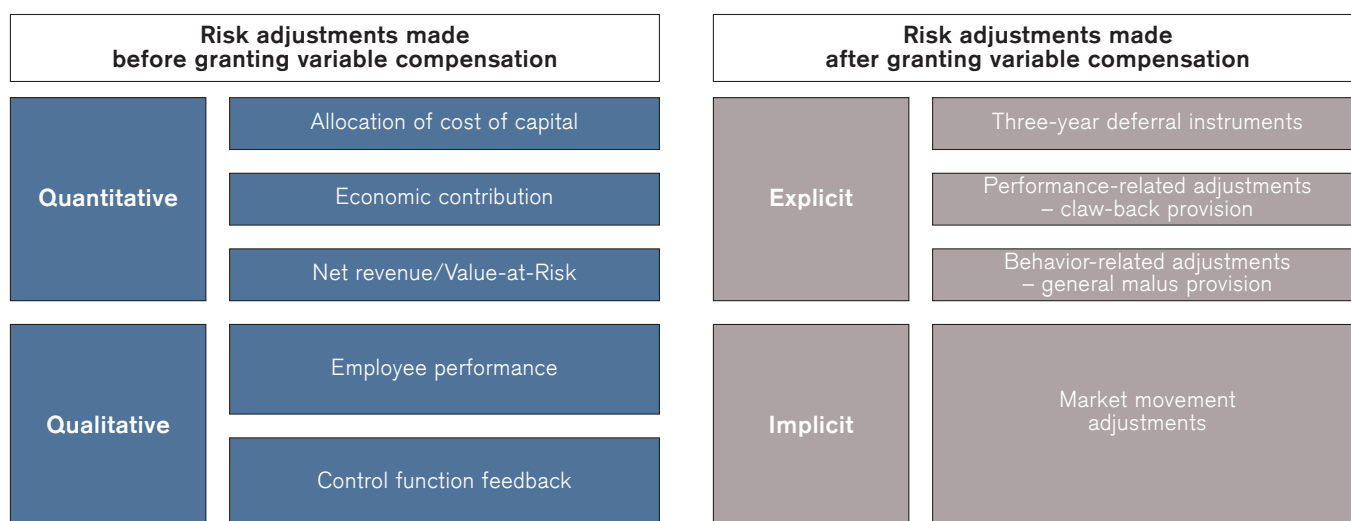 Risk adjustments made
before granting variable compensation
Quantitative
Allocation of cost of capital
Economic contribution
Net revenue/Value-at-Risk
Qualitative
Employee performance
Control function feedback
Risk adjustments made
after granting variable compensation
Explicit
Three-year deferral instruments
Performance-related adjustments
– claw-back provision
Behavior-related adjustments
– general malus provision
Implicit
Market movement
adjustments